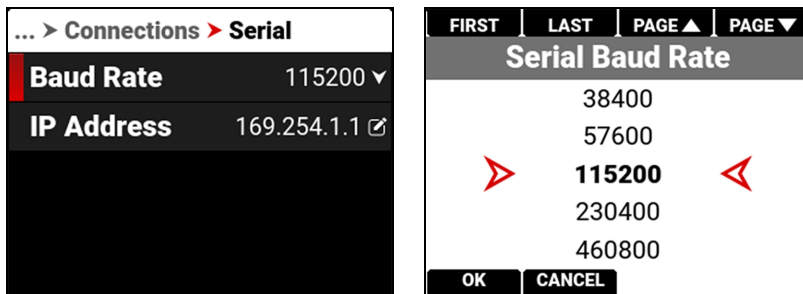 ... > Connections > Serial
Baud Rate 115200
IP Address 169.254.1.1
FIRST LAST PAGE▲ PAGE▼
Serial Baud Rate
38400
57600
115200
230400
460800
OK CANCEL